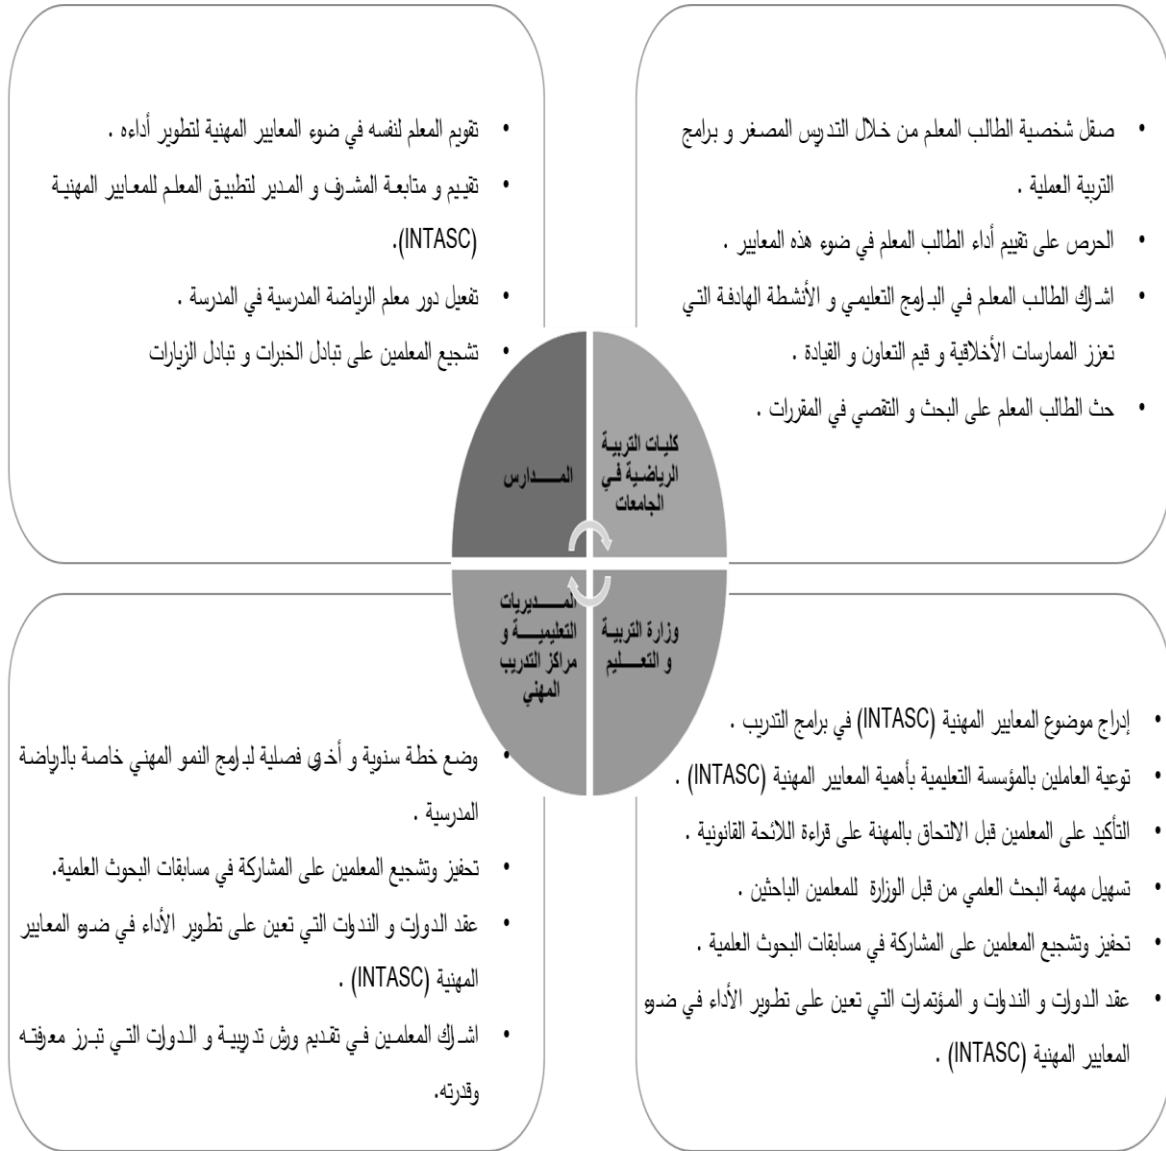 • صقل شخصية الطالب المعلم من خلال التدريس المصغر و برامج
التربية العملية .
• الحرص على تقييم أداء الطالب المعلم في ضوء هذه المعايير .
• اشراك الطالب المعلم في البرامج التعليمي و الأنشطة الهادفة التي
تعزز الممارسات الأخلاقية و قيم التعاون و القيادة .
• حث الطالب المعلم على البحث و التقصي في المقررات .
• تقويم المعلم لنفسه في ضوء المعايير المهنية لتطوير أداءه .
• تقييم و متابعة المشرف و المدير لتطبيق المعلم للمعايير المهنية
(INTASC).
• تفعيل دور معلم الرياضة المدرسية في المدرسة .
• تشجيع المعلمين على تبادل الخبرات و تبادل الزيارات
كليات التربية
الرياضية في
الجامعات
المدارس
وزارة التربية
و التعليم
المديريات
التعليمية و
مراكز التدريب
المهني
• إدراج موضوع المعايير المهنية (INTASC) في برامج التدريب .
• توعية العاملين بالمؤسسة التعليمية بأهمية المعايير المهنية (INTASC) .
• التأكيد على المعلمين قبل الالتحاق بالمهنة على قراءة اللائحة القانونية .
• تسهيل مهمة البحث العلمي من قبل الوزارة للمعلمين الباحثين .
• تحفيز وتشجيع المعلمين على المشاركة في مسابقات البحوث العلمية .
• عقد الدورات و الندوات و المؤتمرات التي تعين على تطوير الأداء في ضوء
المعايير المهنية (INTASC) .
• وضع خطة سنوية و أخرى فصلية لبرامج النمو المهني خاصة بالرياضة
المدرسية .
• تحفيز وتشجيع المعلمين على المشاركة في مسابقات البحوث العلمية.
• عقد الدورات و الندوات التي تعين على تطوير الأداء في ضوء المعايير
المهنية (INTASC) .
• اشراك المعلمين في تقديم ورش تدريبية و الدورات التي تبرز معرفته
وقدرته.